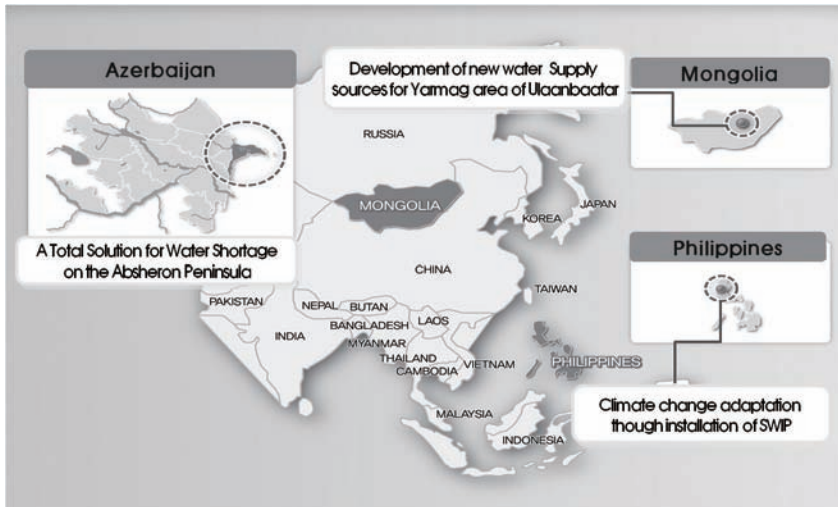 Azerbaijan
A Total Solution for Water Shortage
on the Absheron Peninsula
Development of new water Supply
sources for Yarmag area of Ulaanbaatar
Mongolia
RUSSIA
MONGOLIA
KOREA
JAPAN
CHINA
TAIWAN
PAKISTAN
NEPAL
BUTAN
INDIA
BANGLADESH
LAOS
MYANMAR
THAILAND
CAMBODIA
VIETNAM
PHILIPPINES
MALAYSIA
INDONESIA
Philippines
Climate change adaptation
though installation of SWIP